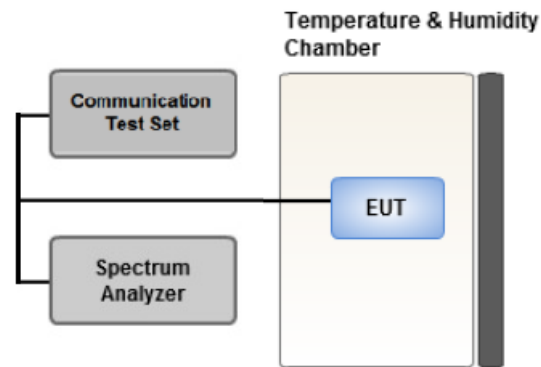 Temperature & Humidity
Chamber
Communication
Test Set
EUT
Spectrum
Analyzer